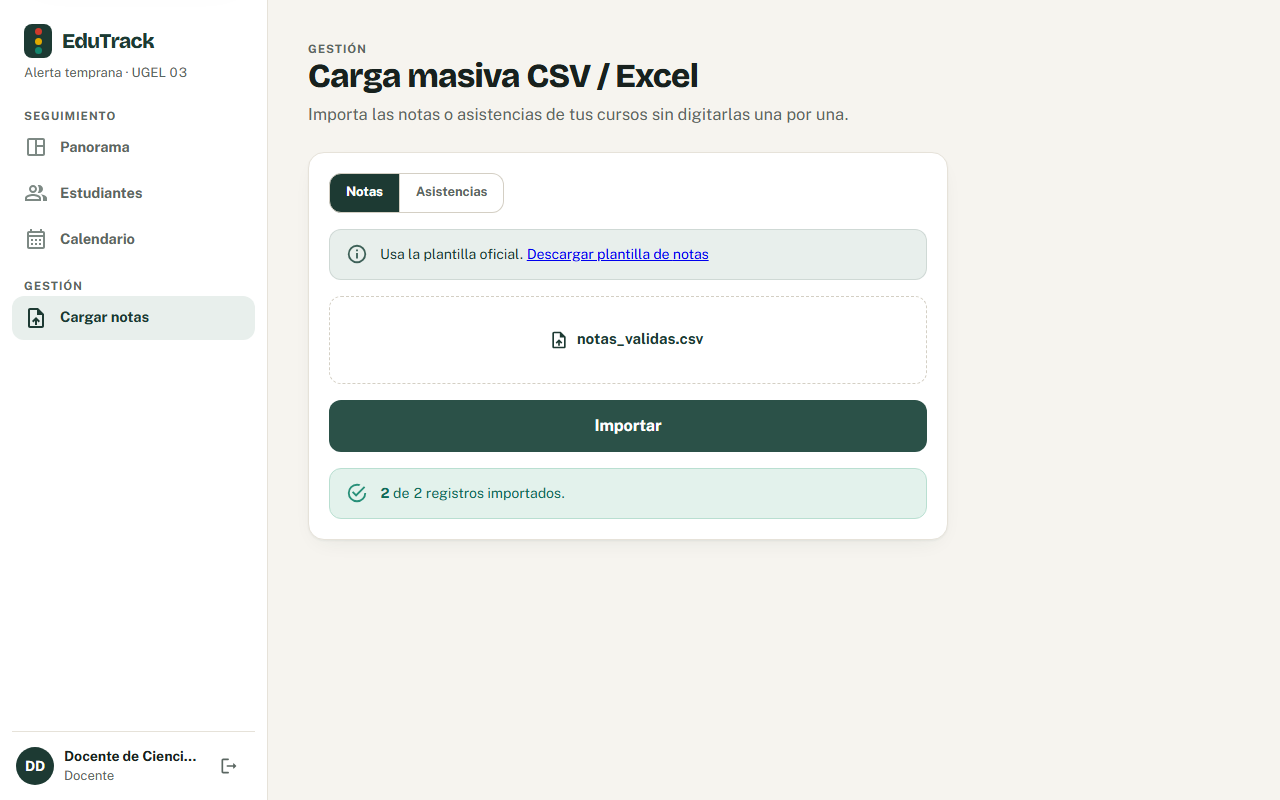 EduTrack
Alerta temprana · UGEL 03
SEGUIMIENTO
Panorama
Estudiantes
Calendario
GESTIÓN
Cargar notas
DD
Docente de Cienci...
Docente
GESTIÓN
Carga masiva CSV / Excel
Importa las notas o asistencias de tus cursos sin digitarlas una por una.
Notas Asistencias
Usa la plantilla oficial. Descargar plantilla de notas
notas_validas.csv
Importar
2 de 2 registros importados.